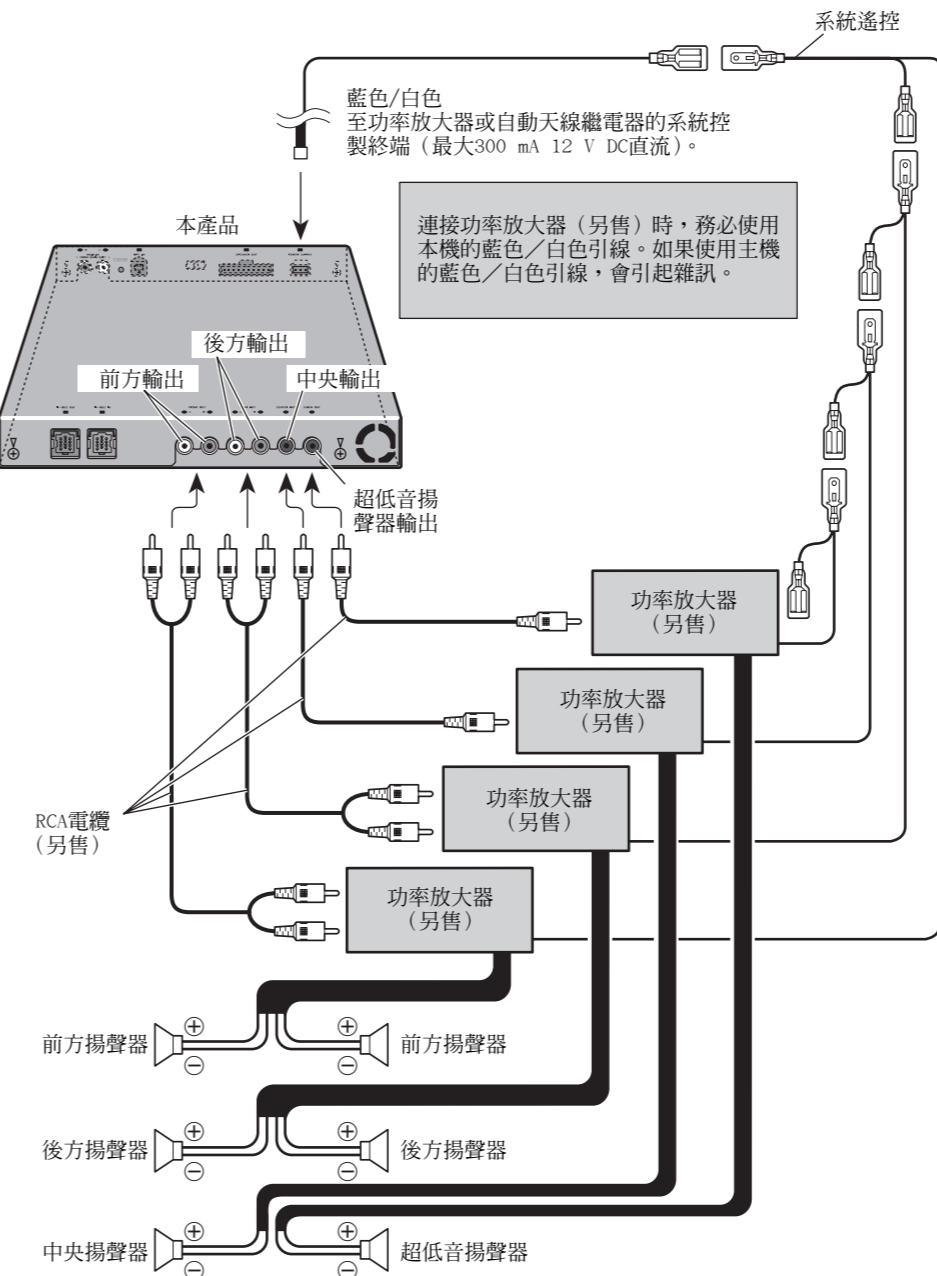 系統遙控
藍色/白色
至功率放大器或自動天線繼電器的系統控
製終端（最大300 mA 12 V DC直流）。
連接功率放大器（另售）時，務必使用
本機的藍色／白色引線。如果使用主機
的藍色／白色引線，會引起雜訊。
本產品
後方輸出
前方輸出
中央輸出
超低音揚
聲器輸出
功率放大器
（另售）
功率放大器
（另售）
功率放大器
（另售）
RCA電纜
（另售）
功率放大器
（另售）
前方揚聲器
⊕
⊖
⊕
⊖
前方揚聲器
後方揚聲器
⊕
⊖
⊕
⊖
後方揚聲器
中央揚聲器
⊕
⊖
⊕
⊖
超低音揚聲器